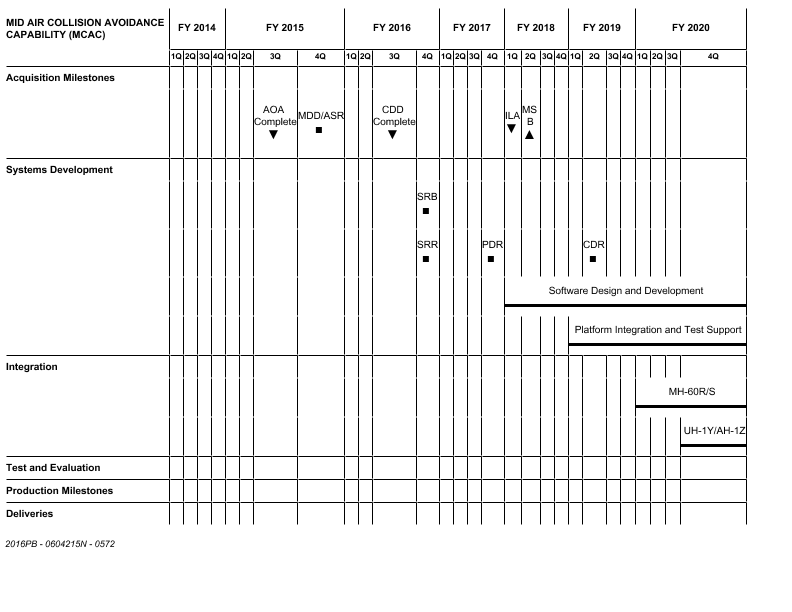 MID AIR COLLISION AVOIDANCE
CAPABILITY (MCAC)
FY 2014 FY 2015 FY 2016 FY 2017 FY 2018 FY 2019 FY 2020
1Q 2Q 3Q 4Q 1Q 2Q 3Q 4Q 1Q 2Q 3Q 4Q 1Q 2Q 3Q 4Q 1Q 2Q 3Q 4Q 1Q 2Q 3Q 4Q 1Q 2Q 3Q 4Q
Acquisition Milestones
AOA
Complete
MDD/ASR
CDD
Complete
ILA
MS
B
Systems Development
SRB
SRR PDR CDR
Software Design and Development
Platform Integration and Test Support
Integration
MH-60R/S
UH-1Y/AH-1Z
Test and Evaluation
Production Milestones
Deliveries
2016PB - 0604215N - 0572